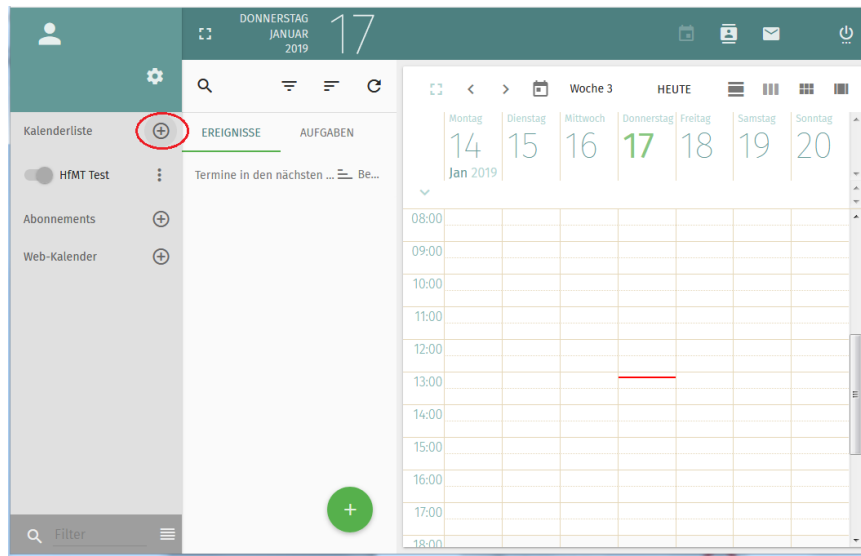 DONNERSTAG
JANUAR
2019
17
Woche 3
HEUTE
Kalenderliste
EREIGNISSE
AUFGABEN
HfMT Test
Termine in den nächsten ...
Be...
Abonnements
Web-Kalender
Filter
Montag Dienstag Mittwoch Donnerstag Freitag Samstag Sonntag
14 15 16 17 18 19 20
Jan 2019
08:00
09:00
10:00
11:00
12:00
13:00
14:00
15:00
16:00
17:00
18:00